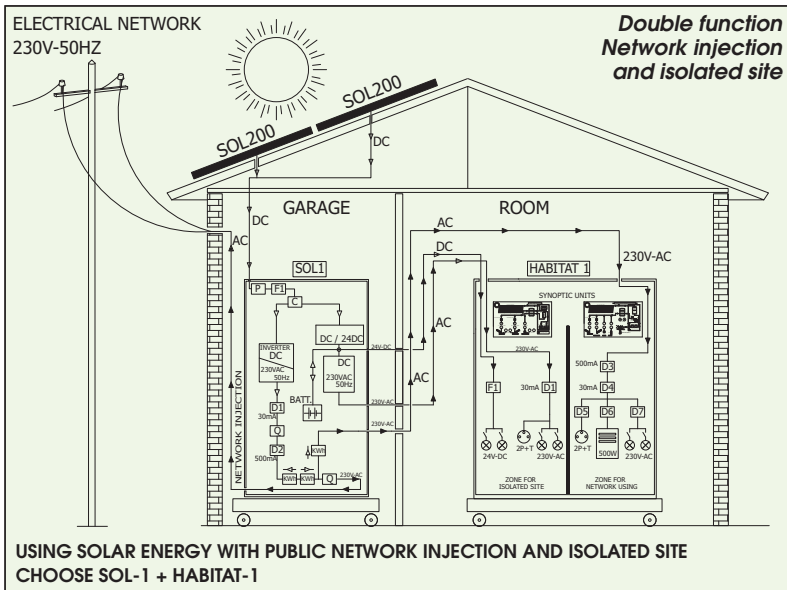 ELECTRICAL NETWORK
230V-50HZ
Double function
Network injection
and isolated site
SOL200
SOL200
DC
DC
AC
GARAGE
ROOM
AC
DC
230V-AC
SOL1
HABITAT 1
P
F1
C
SYNOPTIC UNITS
DC / 24DC
INVERTER
DC
230VAC
50Hz
DC
230VAC
50Hz
24V-DC
AC
AC
230V-AC
BATT.
D1
30mA
Q
D2
500mA
KWh
KWh
KWh
Q
230V-AC
230V-AC
230V-AC
NETWORK INJECTION
F1
30mA
D1
500mA
D3
30mA
D4
D5
D6
D7
24V-DC
2P+T
230V-AC
2P+T
500W
230V-AC
ZONE FOR
ISOLATED SITE
ZONE FOR
NETWORK USING
USING SOLAR ENERGY WITH PUBLIC NETWORK INJECTION AND ISOLATED SITE
CHOOSE SOL-1 + HABITAT-1